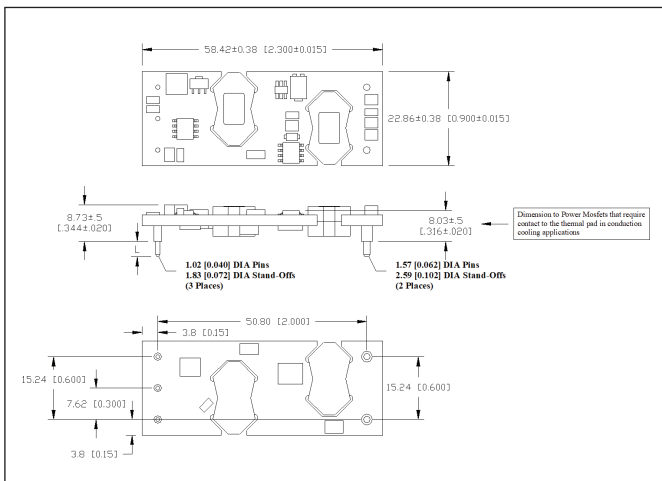 58.42±0.38 [2.300±0.015]
22.86±0.38 [0.900±0.015]
8.73±.5
[.344±.020]
L
8.03±.5
[.316±.020]
Dimension to Power Mosfets that require
contact to the thermal pad in conduction
cooling applications
1.02 [0.040] DIA Pins
1.83 [0.072] DIA Stand-Offs
(3 Places)
1.57 [0.062] DIA Pins
2.59 [0.102] DIA Stand-Offs
(2 Places)
50.80 [2.000]
3.8 [0.15]
15.24 [0.600]
7.62 [0.300]
15.24 [0.600]
3.8 [0.15]